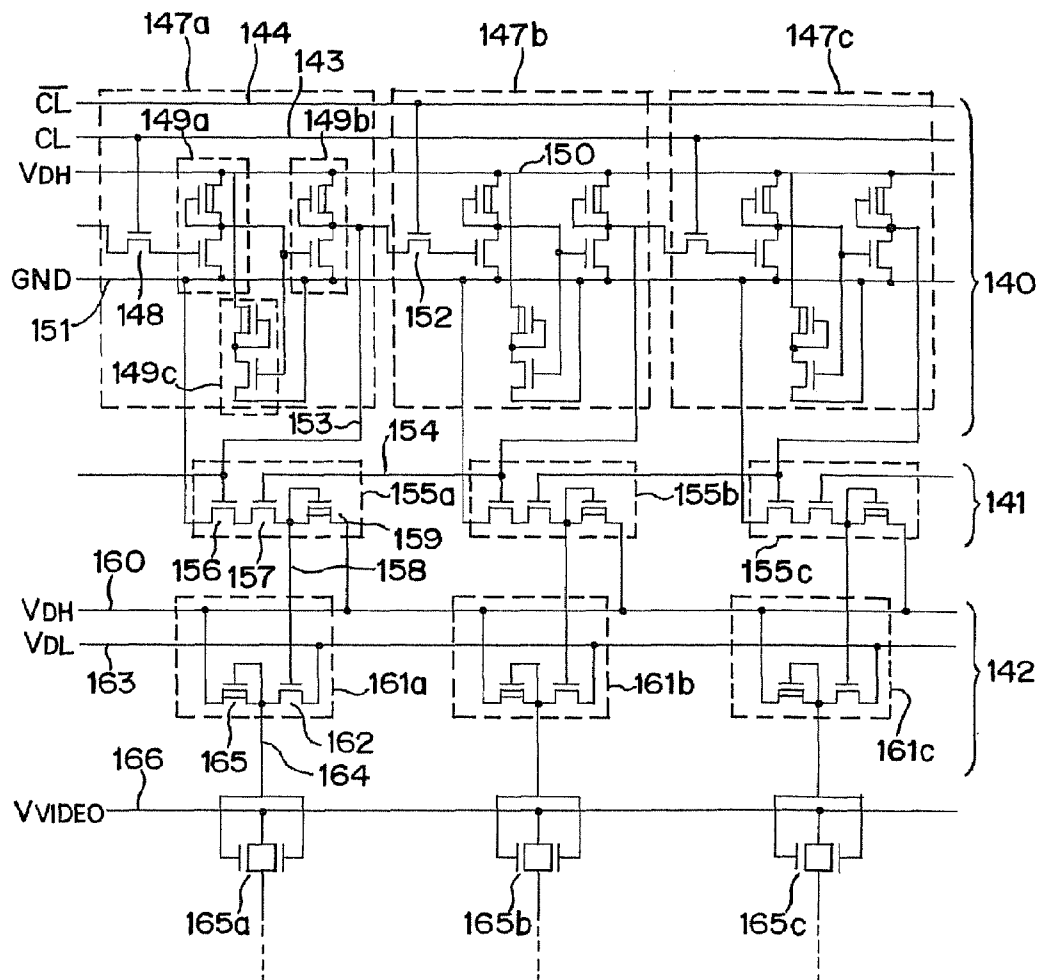 147a
144
143
147b
147c
C̅L̅
149a
149b
CL
150
VDH
GND
151
148
152
140
149c
153
154
155a
155b
141
159
156
157
158
155c
160
VDH
VDL
163
161a
161b
142
165
162
164
161c
166
VVIDEO
165a
165b
165c